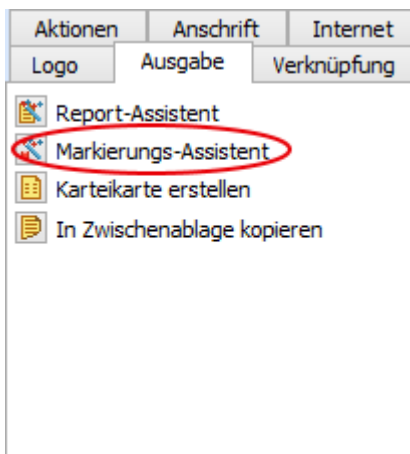 Aktionen Anschrift Internet
Logo Ausgabe Verknüpfung
Report-Assistent
Markierungs-Assistent
Karteikarte erstellen
In Zwischenablage kopieren